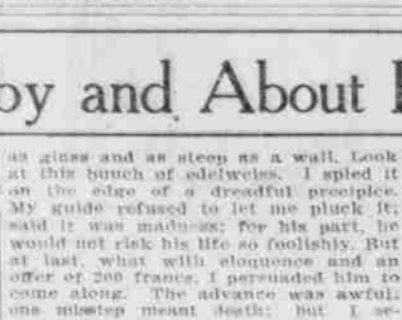 by and About
as glass and as steep as a wall. Look
at this bunch of edelweiss. I spied it
on the edge of a dreadful precipice.
My guide refused to let me pluck it;
said it was madness; for his part, he
would not risk his life so foolishly. But
at last, what with eloquence and an
offer of 200 francs, I persuaded him to
come along. The advance was awful;
one misstep meant death; but I se-